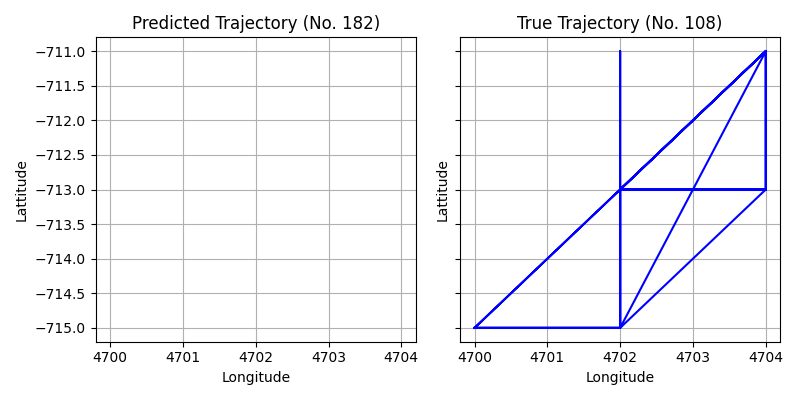 Predicted Trajectory (No. 182)
True Trajectory (No. 108)
−711.0
−711.5
−712.0
−712.5
−713.0
−713.5
−714.0
−714.5
−715.0
Lattitude
Lattitude
4700 4701 4702 4703 4704
4700 4701 4702 4703 4704
Longitude
Longitude